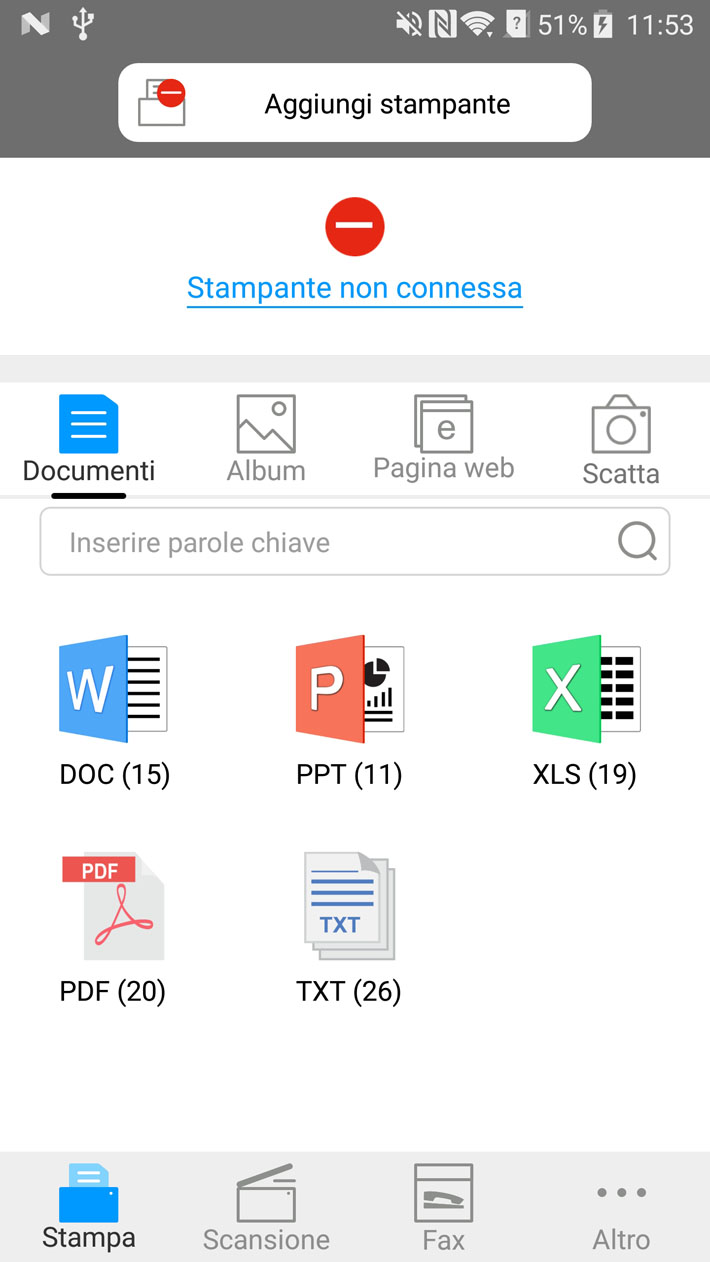 51% 11:53
Aggiungi stampante
Stampante non connessa
Documenti Album Pagina web Scatta
Inserire parole chiave
W P X
DOC (15) PPT (11) XLS (19)
PDF TXT
PDF (20) TXT (26)
Stampa Scansione Fax Altro